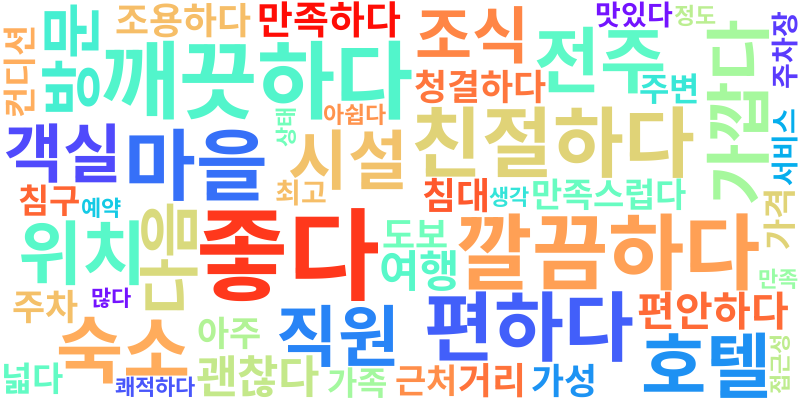 조용하다
만족하다
맛있다
정도
컨디션
방문
깨끗하다
조식
전주
가깝다
주차장
청결하다
주변
상태
아쉽다
객실
마을
시설
친절하다
서비스
침구
예약
최고
침대
생각
만족스럽다
가격
위치
다음
좋다
도보
여행
깔끔하다
만족
주차
많다
숙소
아주
직원
편하다
편안하다
호텔
접근성
넓다
쾌적하다
괜찮다
가족
근처
거리
가성